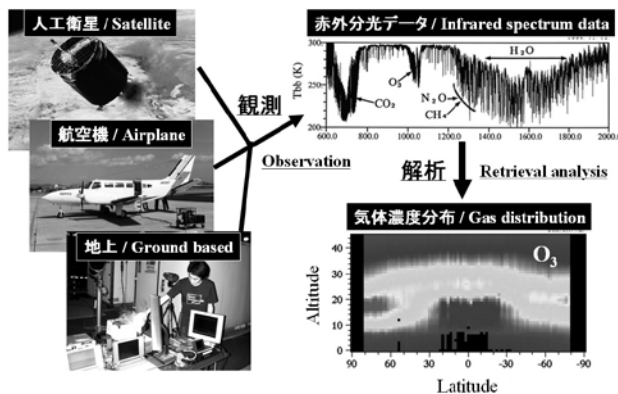 人工衛星 / Satellite
航空機 / Airplane
地上 / Ground based
観測
Observation
赤外分光データ / Infrared spectrum data
Tbb (K)
300
250
200
CO₂
O₃
N₂O
CH₄
H₂O
600.0 800.0 1000.0 1200.0 1400.0 1600.0 1800.0 2000.0
解析
Retrieval analysis
気体濃度分布 / Gas distribution
O₃
Altitude
40
30
20
10
0
90 60 30 0 -30 -60 -90
Latitude